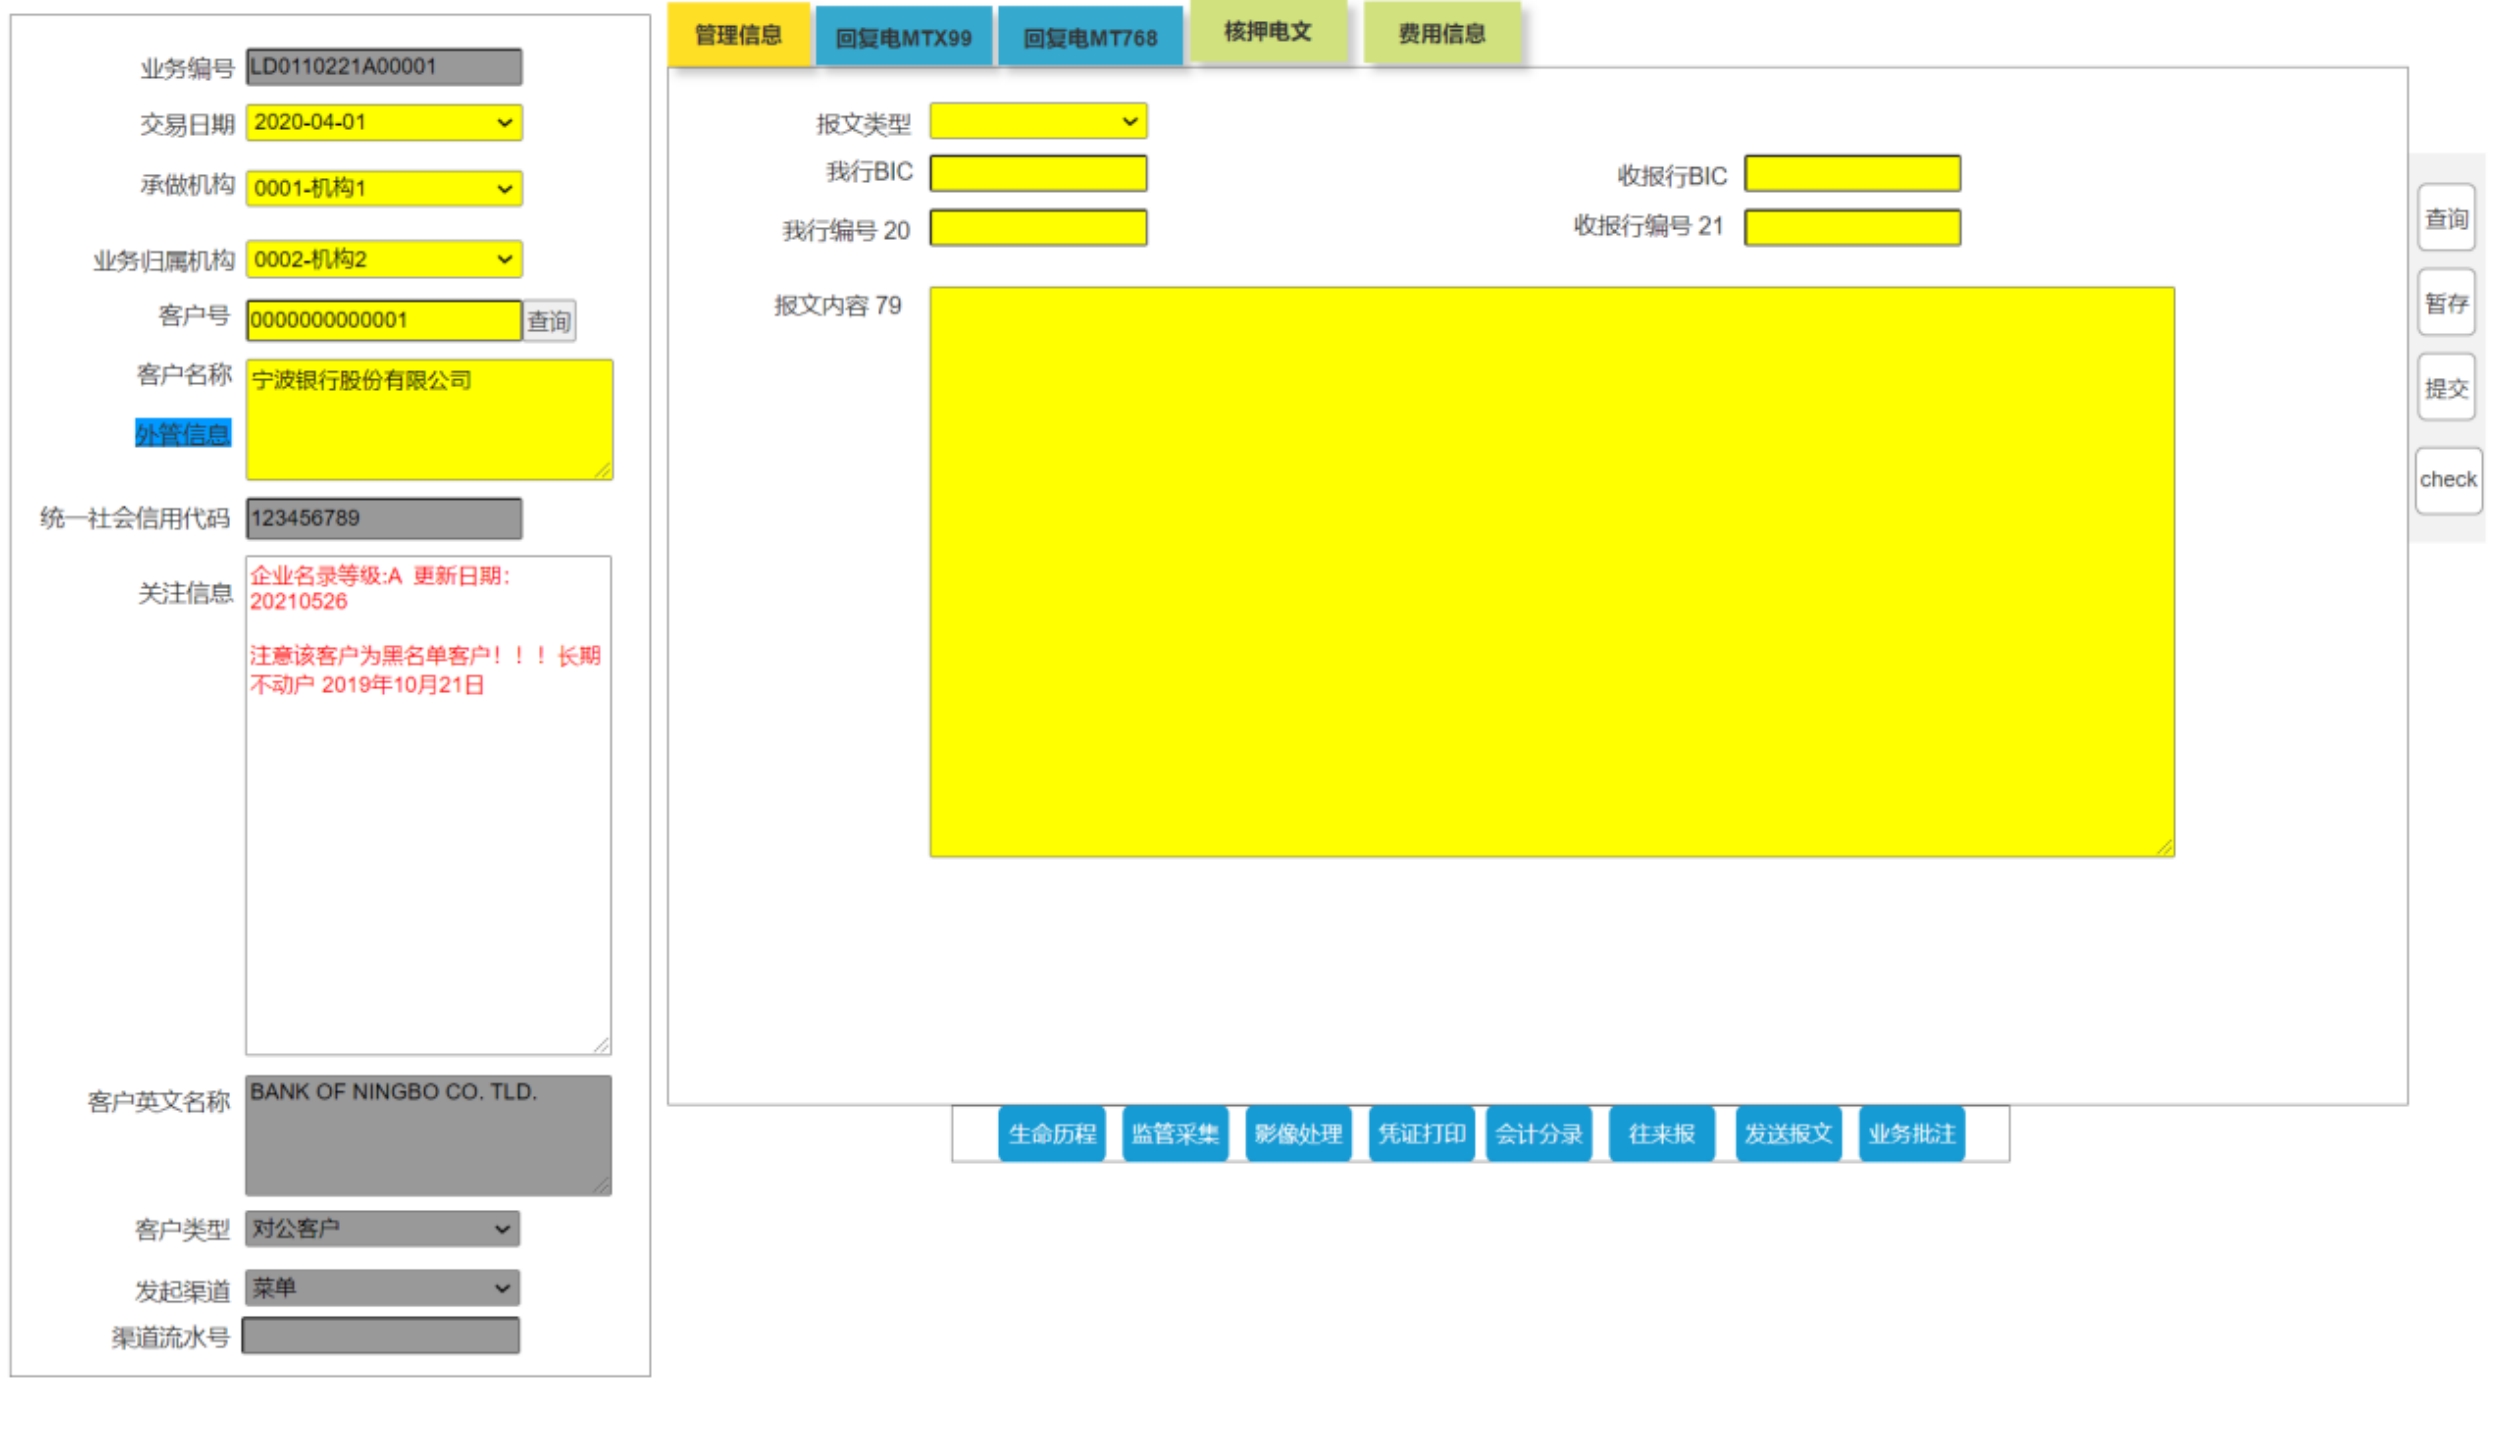 业务编号 LD0110221A00001
交易日期 2020-04-01
承做机构 0001-机构1
业务归属机构 0002-机构2
客户号 0000000000001 查询
客户名称 宁波银行股份有限公司
外管信息
统一社会信用代码 123456789
关注信息 企业名录等级:A 更新日期:
20210526
注意该客户为黑名单客户！！！长期
不动户 2019年10月21日
客户英文名称 BANK OF NINGBO CO. TLD.
客户类型 对公客户
发起渠道 菜单
渠道流水号
管理信息 回复电MTX99 回复电MT768 核押电文 费用信息
报文类型
我行BIC 收报行BIC
我行编号 20 收报行编号 21
报文内容 79
查询
暂存
提交
check
生命历程 监管采集 影像处理 凭证打印 会计分录 往来报 发送报文 业务批注